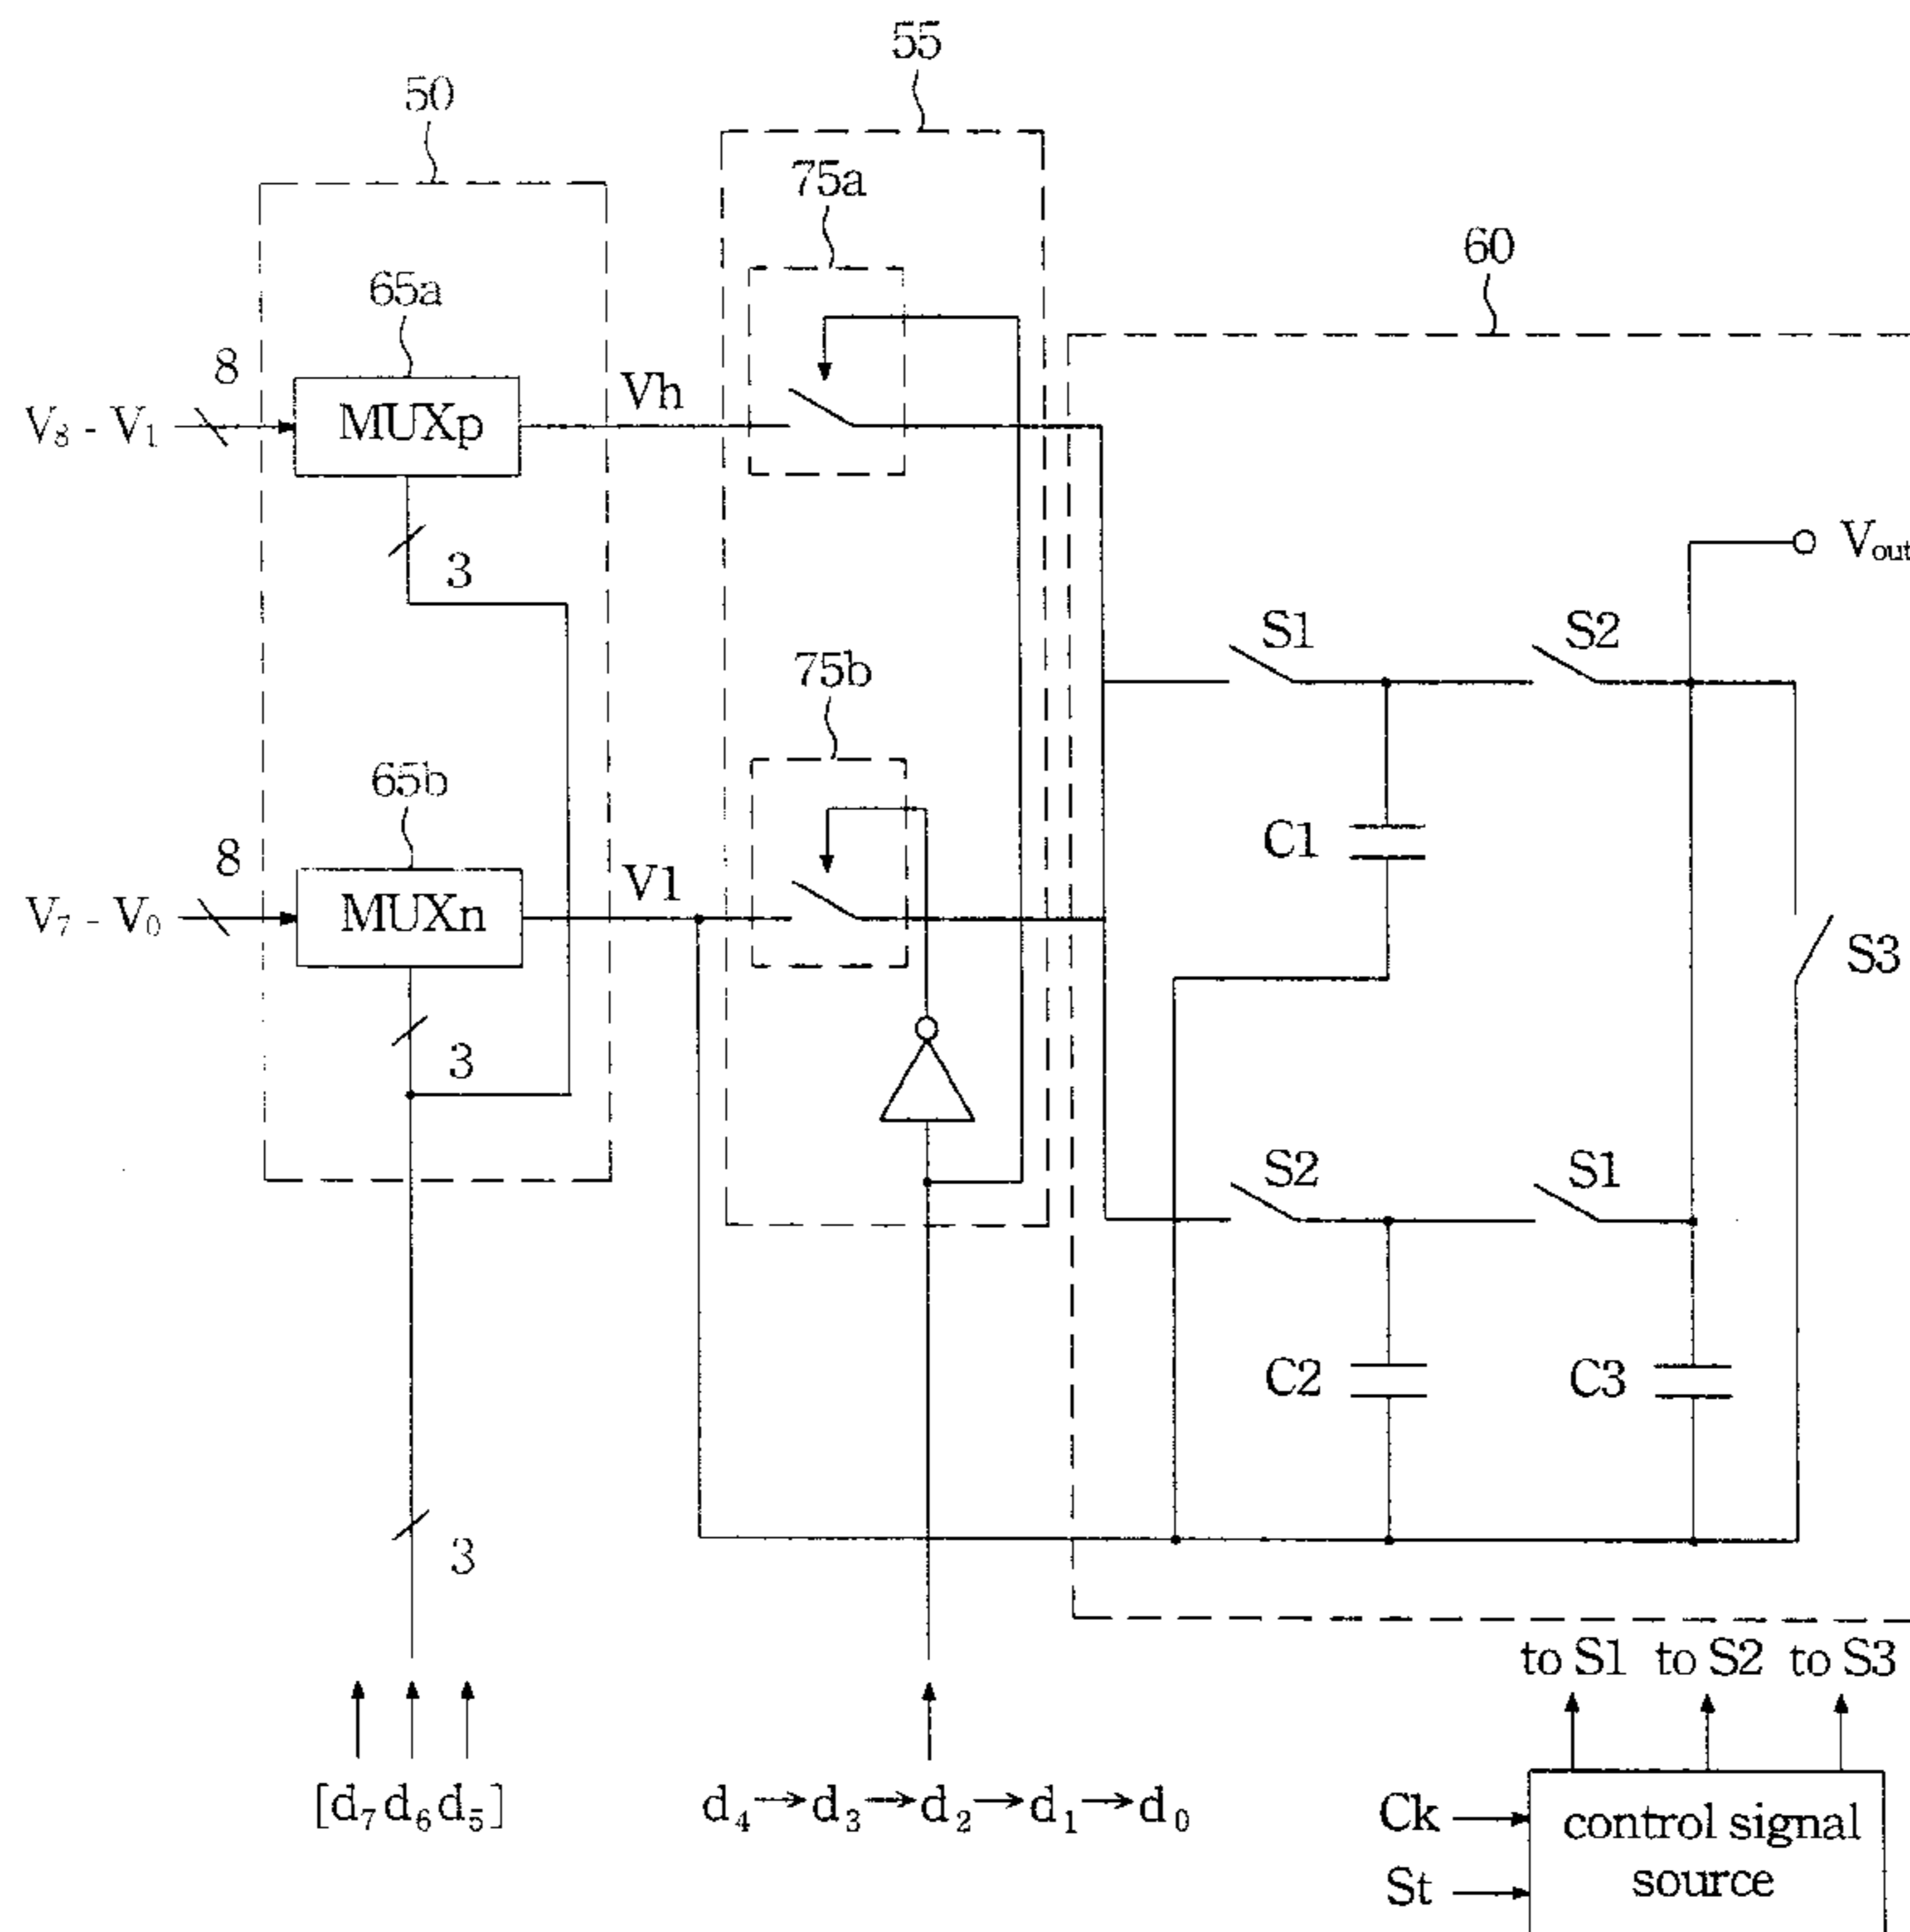 55
50
75a
60
65a
8
Vh
V₈ - V₁
MUXp
Vout
3
S1
S2
75b
65b
C1
8
V1
S3
V₇ - V₀
MUXn
3
S2
S1
C2
C3
3
to S1 to S2 to S3
[d₇ d₆ d₅]
d₄→d₃→d₂→d₁→d₀
Ck
control signal
St
source